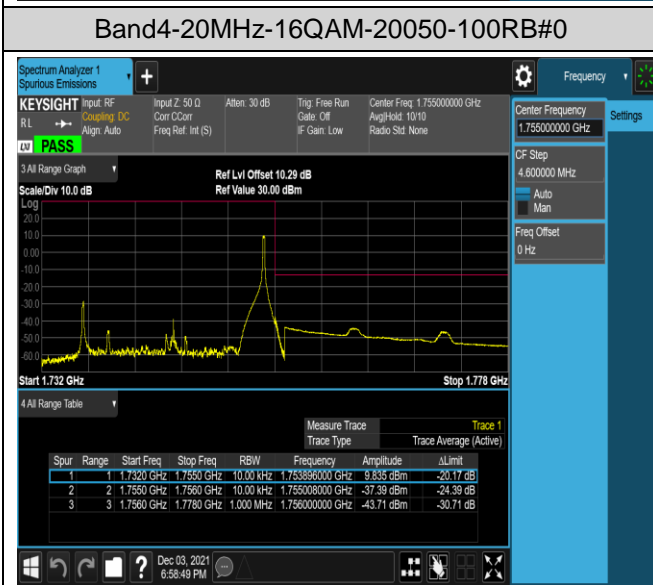 Band4-20MHz-16QAM-20050-100RB#0
Spectrum Analyzer 1
Spurious Emissions
+
Frequency
KEYSIGHT
RL
Input: RF
Coupling: DC
Align: Auto
Input Z: 50 Ω
Corr CCorr
Freq Ref: Int (S)
Atten: 30 dB
Trig: Free Run
Gate: Off
IF Gain: Low
Center Freq: 1.755000000 GHz
Avg|Hold: 10/10
Radio Std: None
LXI PASS
Center Frequency
1.755000000 GHz
Settings
CF Step
4.600000 MHz
Auto
Man
Freq Offset
0 Hz
3 All Range Graph
Ref Lvl Offset 10.29 dB
Scale/Div 10.0 dB
Ref Value 30.00 dBm
Log
20.0
10.0
0.00
-10.0
-20.0
-30.0
-40.0
-50.0
-60.0
Start 1.732 GHz
Stop 1.778 GHz
4 All Range Table
Measure Trace Trace 1
Trace Type Trace Average (Active)
Spur Range Start Freq Stop Freq RBW Frequency Amplitude ΔLimit
1 1 1.7320 GHz 1.7550 GHz 10.00 kHz 1.753896000 GHz 9.835 dBm -20.17 dB
2 2 1.7550 GHz 1.7560 GHz 10.00 kHz 1.755008000 GHz -37.39 dBm -24.39 dB
3 3 1.7560 GHz 1.7780 GHz 1.000 MHz 1.756000000 GHz -43.71 dBm -30.71 dB
?
Dec 03, 2021
6:58:49 PM